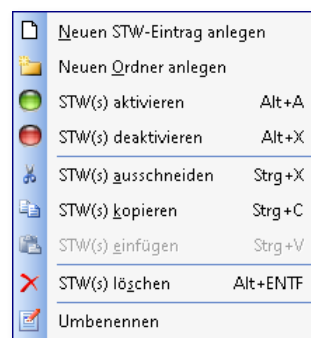 Neuen STW-Eintrag anlegen
Neuen Ordner anlegen
STW(s) aktivieren Alt+A
STW(s) deaktivieren Alt+X
STW(s) ausschneiden Strg+X
STW(s) kopieren Strg+C
STW(s) einfügen Strg+V
STW(s) löschen Alt+ENTF
Umbenennen